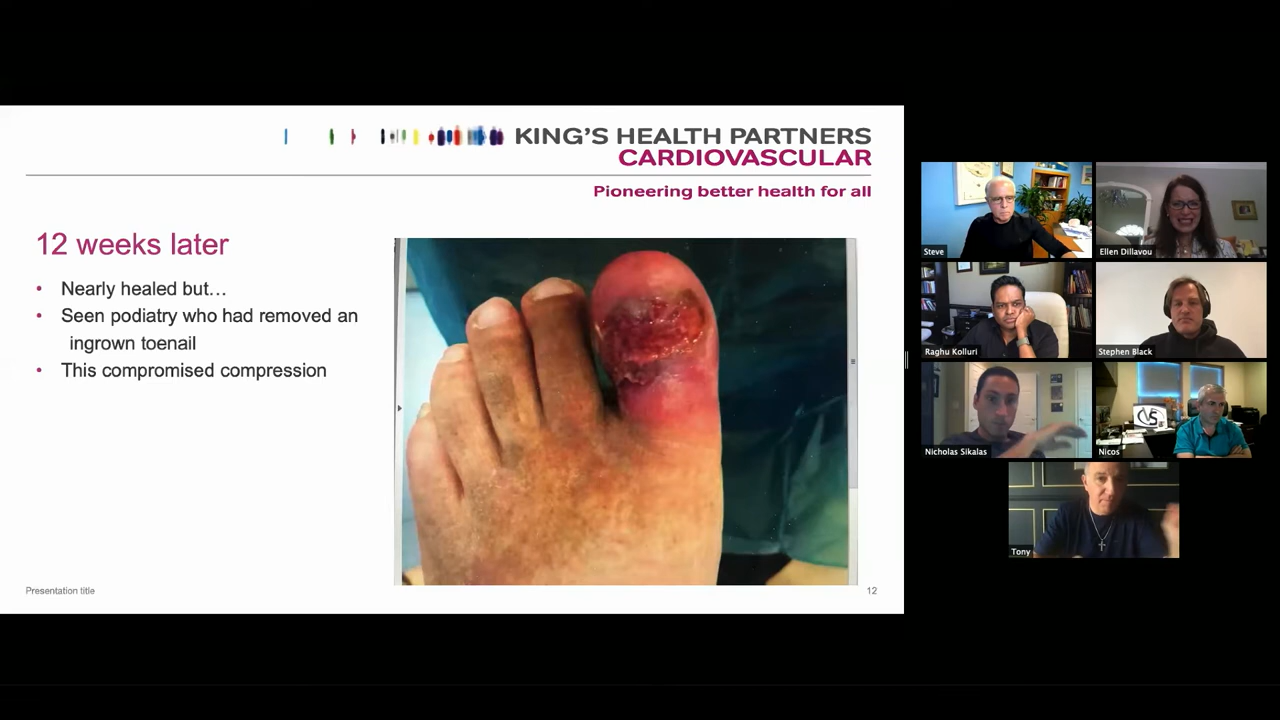 KING'S HEALTH PARTNERS
CARDIOVASCULAR
Pioneering better health for all
12 weeks later
• Nearly healed but…
• Seen podiatry who had removed an
ingrown toenail
• This compromised compression
Presentation title
12
Steve
Ellen Dillavou
Raghu Kolluri
Stephen Black
Nicholas Sikalas
Nicos
Tony